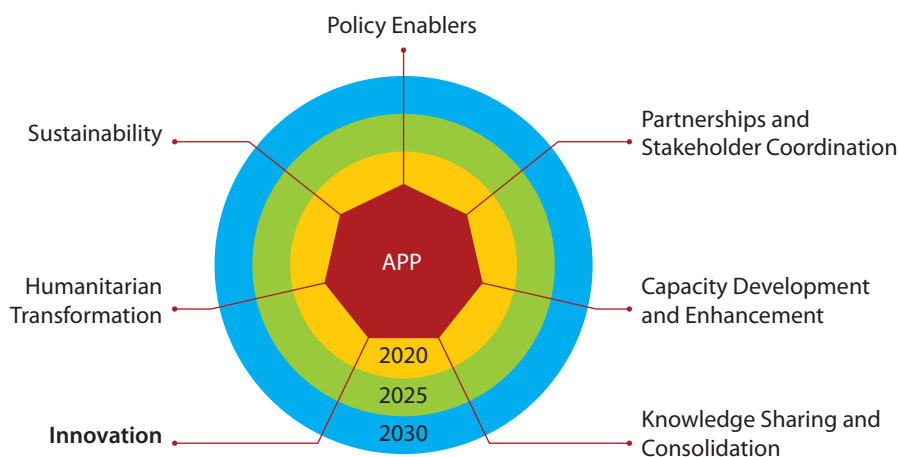 Policy Enablers
Sustainability
Partnerships and
Stakeholder Coordination
APP
Humanitarian
Transformation
Capacity Development
and Enhancement
2020
2025
2030
Innovation
Knowledge Sharing and
Consolidation